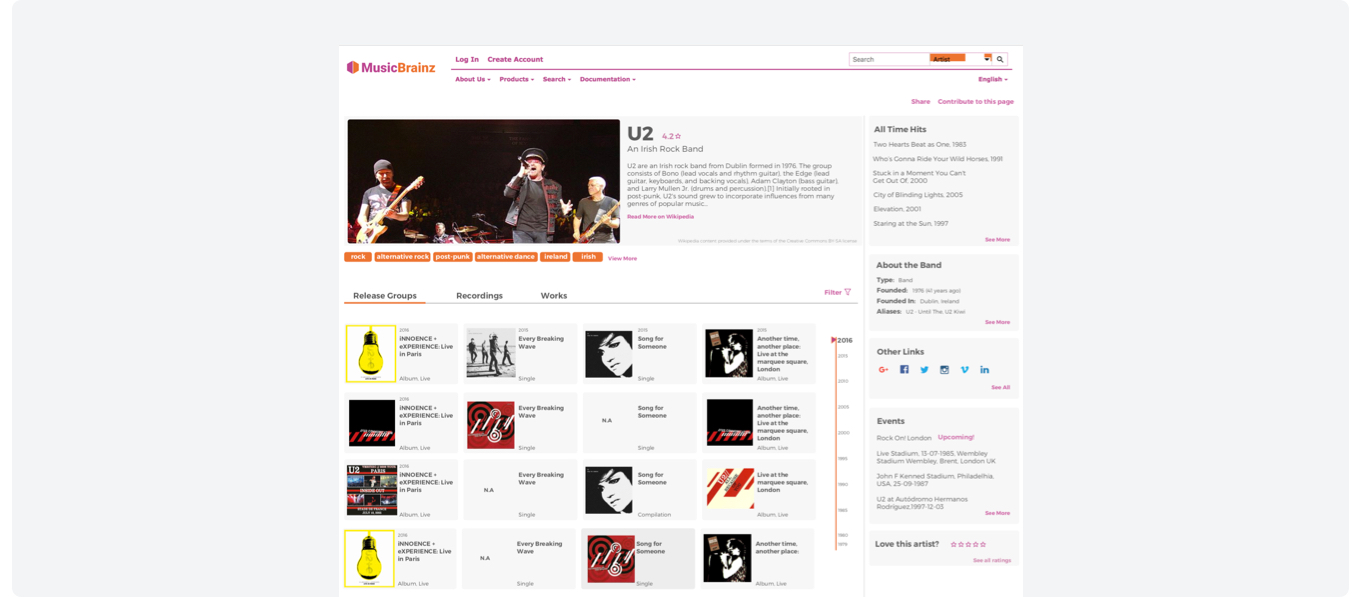 MusicBrainz
Log In Create Account
Search Artist
About Us Products Search Documentation
English
Share Contribute to this page
U2 4.2
An Irish Rock Band
U2 are an Irish rock band from Dublin formed in 1976. The group
consists of Bono (lead vocals and rhythm guitar), the Edge (lead
guitar, keyboards, and backing vocals), Adam Clayton (bass guitar),
and Larry Mullen Jr. (drums and percussion).[1] Initially rooted in
post-punk, U2's sound grew to incorporate influences from many
genres of popular music...
Read More on Wikipedia
Wikipedia content provided under the terms of the Creative Commons BY-SA license
rock alternative rock post-punk alternative dance ireland Irish View More
Release Groups Recordings Works
Filter
2016
iNNOENCE +
eXPERIENCE: Live
in Paris
Album, Live
2015
Every Breaking
Wave
Single
2015
Song for
Someone
Single
2015
Another time,
another place:
Live at the
marquee square,
London
Album, Live
iNNOENCE +
eXPERIENCE: Live
in Paris
Album, Live
Every Breaking
Wave
Single
N.A
Song for
Someone
Single
Another time,
another place:
Live at the
marquee square,
London
Album, Live
U2
PARIS
2016
iNNOENCE +
eXPERIENCE: Live
in Paris
Album, Live
N.A
Every Breaking
Wave
Single
Song for
Someone
Compilation
Live at the
marquee square,
London
Album, Live
2016
iNNOENCE +
eXPERIENCE: Live
in Paris
Album, Live
N.A
Every Breaking
Wave
Single
Song for
Someone
Single
Another time,
another place:
Album, Live
2016
2015
2010
2005
2000
1995
1990
1985
1980
1976
All Time Hits
Two Hearts Beat as One, 1983
Who's Gonna Ride Your Wild Horses, 1991
Stuck in a Moment You Can't
Get Out Of, 2000
City of Blinding Lights, 2005
Elevation, 2001
Staring at the Sun, 1997
See More
About the Band
Type: Band
Founded: 1976 (41 years ago)
Founded In: Dublin, Ireland
Aliases: U2 - Until The, U2 Kiwi
See More
Other Links
See All
Events
Rock On! London Upcoming!
Live Stadium, 13-07-1985, Wembley
Stadium Wembley, Brent, London UK
John F Kenned Stadium, Philadelhia,
USA, 25-09-1987
U2 at Autódromo Hermanos
Rodríguez,1997-12-03
See More
Love this artist?
See all ratings